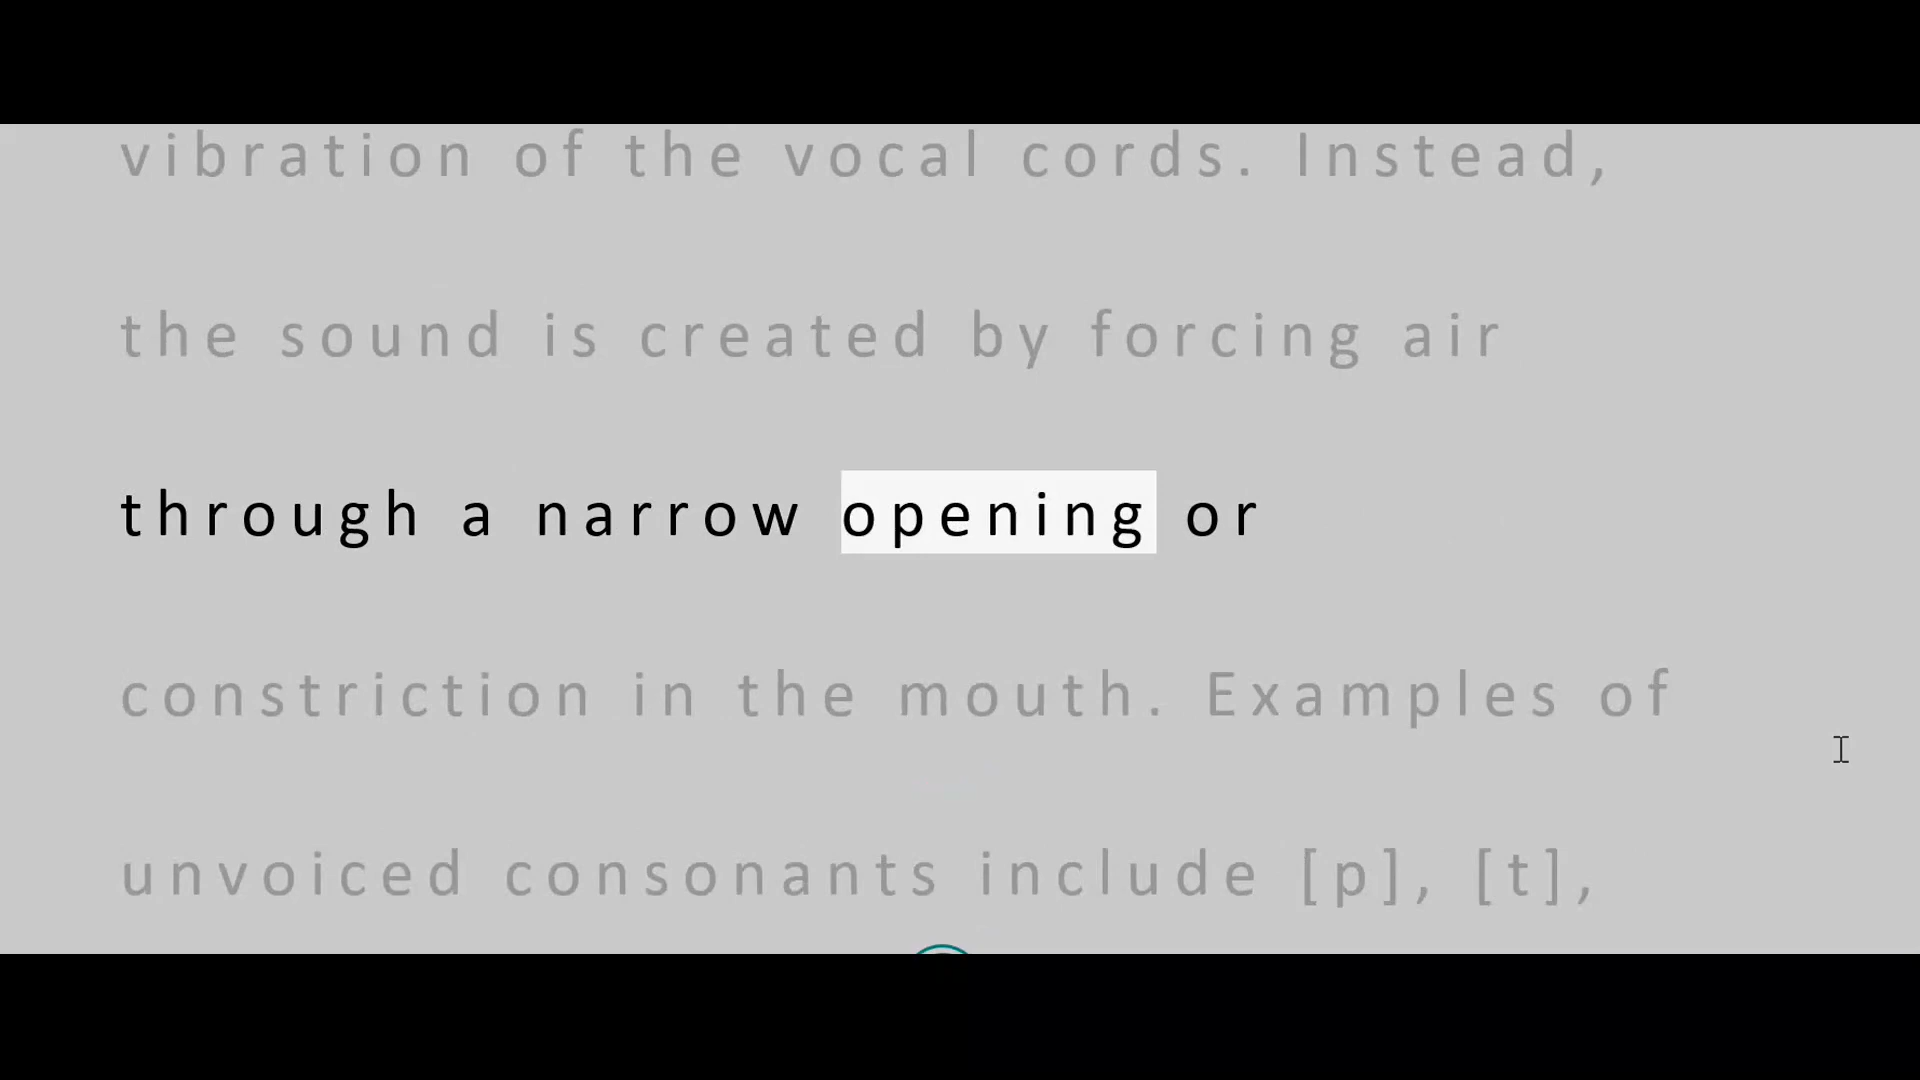 vibration of the vocal cords. Instead,
the sound is created by forcing air
through a narrow opening or
constriction in the mouth. Examples of
unvoiced consonants include [p], [t],